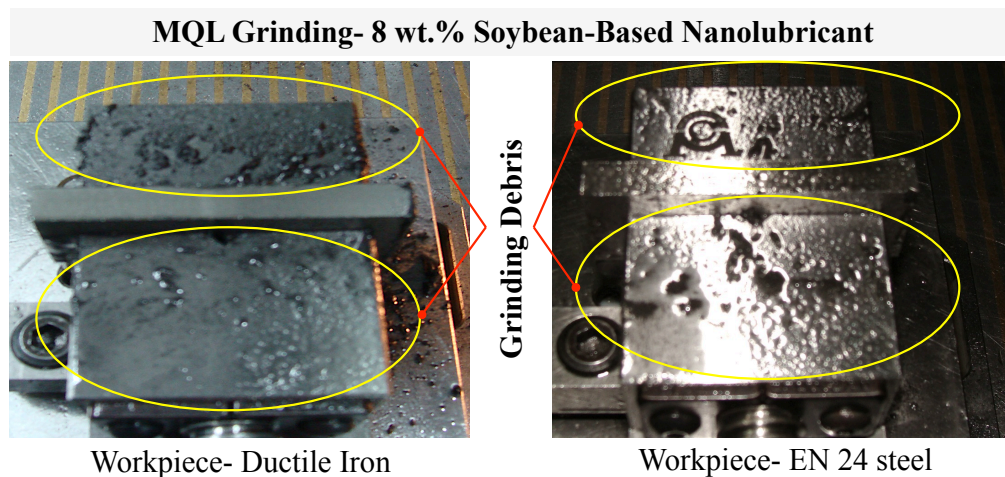 MQL Grinding- 8 wt.% Soybean-Based Nanolubricant
Grinding Debris
Workpiece- Ductile Iron
Workpiece- EN 24 steel